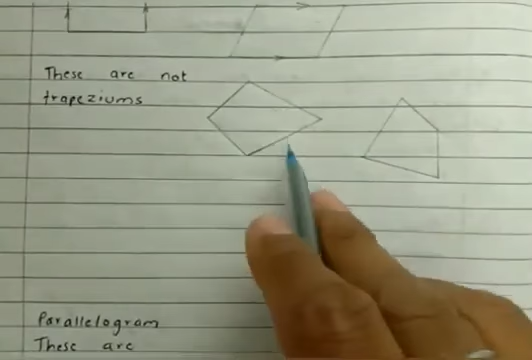 These are not
trapeziums
Parallelogram
These are